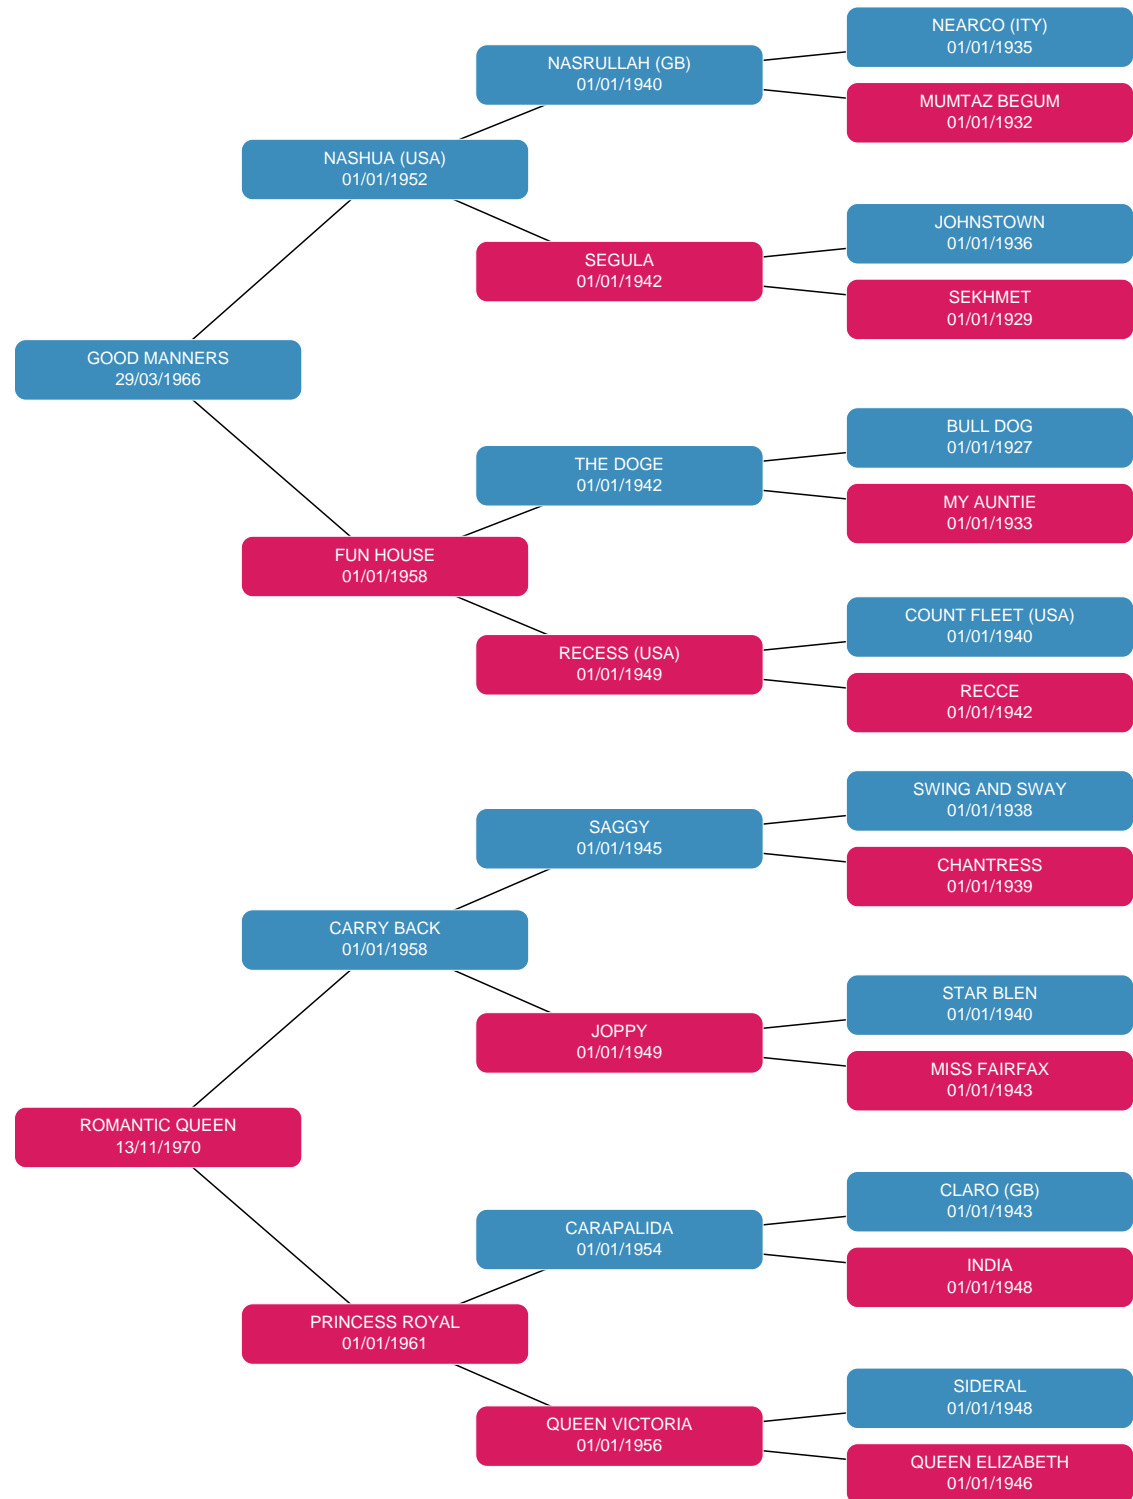 NEARCO (ITY)
01/01/1935
NASRULLAH (GB)
01/01/1940
MUMTAZ BEGUM
01/01/1932
NASHUA (USA)
01/01/1952
JOHNSTOWN
01/01/1936
SEGULA
01/01/1942
SEKHMET
01/01/1929
GOOD MANNERS
29/03/1966
BULL DOG
01/01/1927
THE DOGE
01/01/1942
MY AUNTIE
01/01/1933
FUN HOUSE
01/01/1958
COUNT FLEET (USA)
01/01/1940
RECESS (USA)
01/01/1949
RECCE
01/01/1942
SWING AND SWAY
01/01/1938
SAGGY
01/01/1945
CHANTRESS
01/01/1939
CARRY BACK
01/01/1958
STAR BLEN
01/01/1940
JOPPY
01/01/1949
MISS FAIRFAX
01/01/1943
ROMANTIC QUEEN
13/11/1970
CLARO (GB)
01/01/1943
CARAPALIDA
01/01/1954
INDIA
01/01/1948
PRINCESS ROYAL
01/01/1961
SIDERAL
01/01/1948
QUEEN VICTORIA
01/01/1956
QUEEN ELIZABETH
01/01/1946